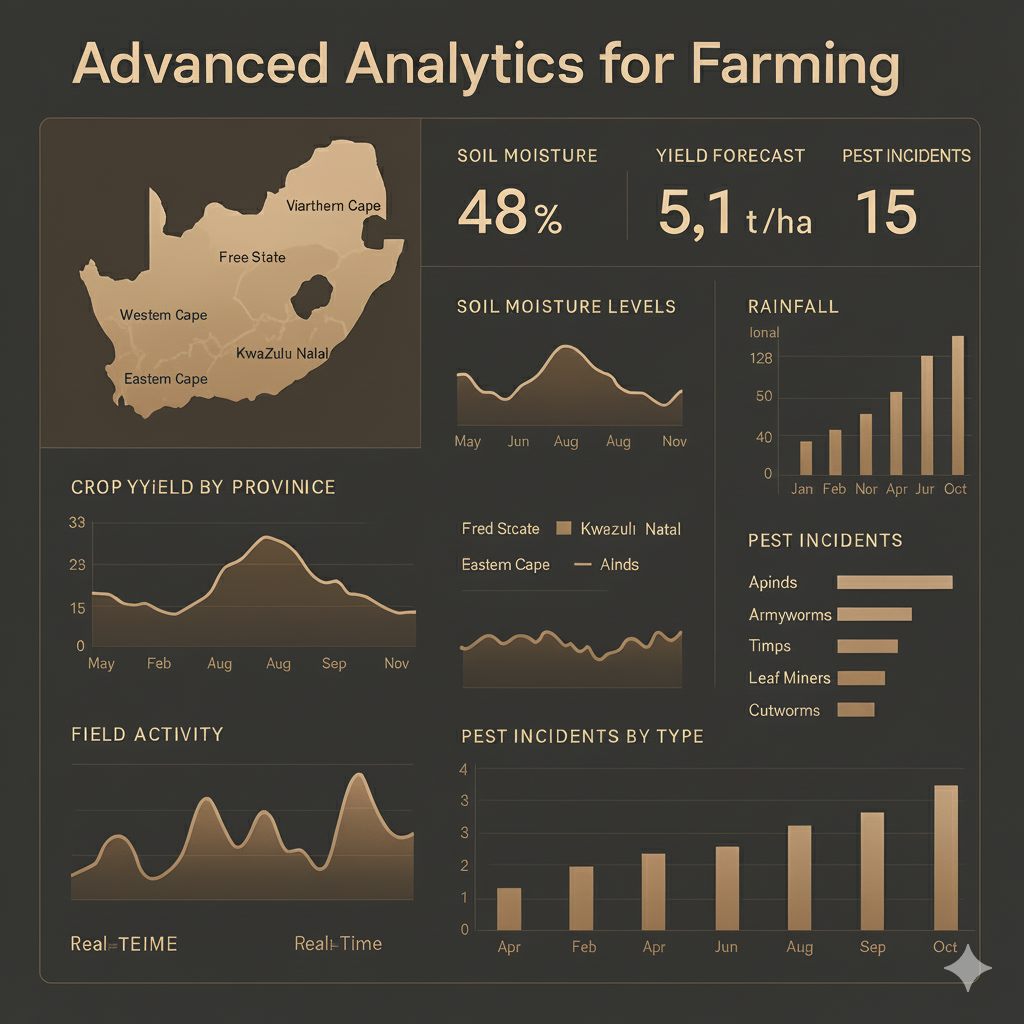 Advanced Analytics for Farming
Viarthern Cape
Free State
Westem Cape
KwaZulu Nalal
Eastem Cape
SOIL MOISTURE
48%
YIELD FORECAST
5,1 t/ha
PEST INCIDENTS
15
SOIL MOISTURE LEVELS
May Jun Aug Aug Nov
RAINFALL
Ional
128
50
40
0
Jan Feb Nor Apr Jur Oct
CROP YYiELD BY PROVINICE
33
23
15
0
May Feb Aug Aug Sep Nov
Fred Srcate Kwazulı Natal
Eastem Cape Alnds
PEST INCIDENTS
Apinds
Armyworms
Timps
Leaf Miners
Cutworms
FIELD ACTIVITY
Real=TEIME Real-Time
PEST INCIDENTS BY TYPE
4
3
3
2
1
0
Apr Feb Apr Jun Aug Sep Oct